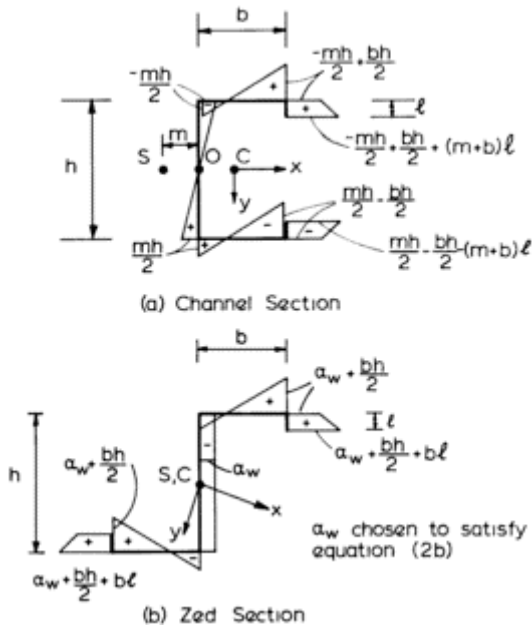 b
-mh/2 + bh/2
-mh/2
ℓ
m
-mh/2 + bh/2 + (m+b)ℓ
h
S
O
C
x
y
mh/2 - bh/2
mh/2
mh/2 - bh/2 -(m+b)ℓ
(a) Channel Section
b
αw + bh/2
ℓ
αw + bh/2 + bℓ
αw + bh/2
αw
h
S,C
x
y
αw chosen to satisfy
equation (2b)
αw + bh/2 + bℓ
(b) Zed Section